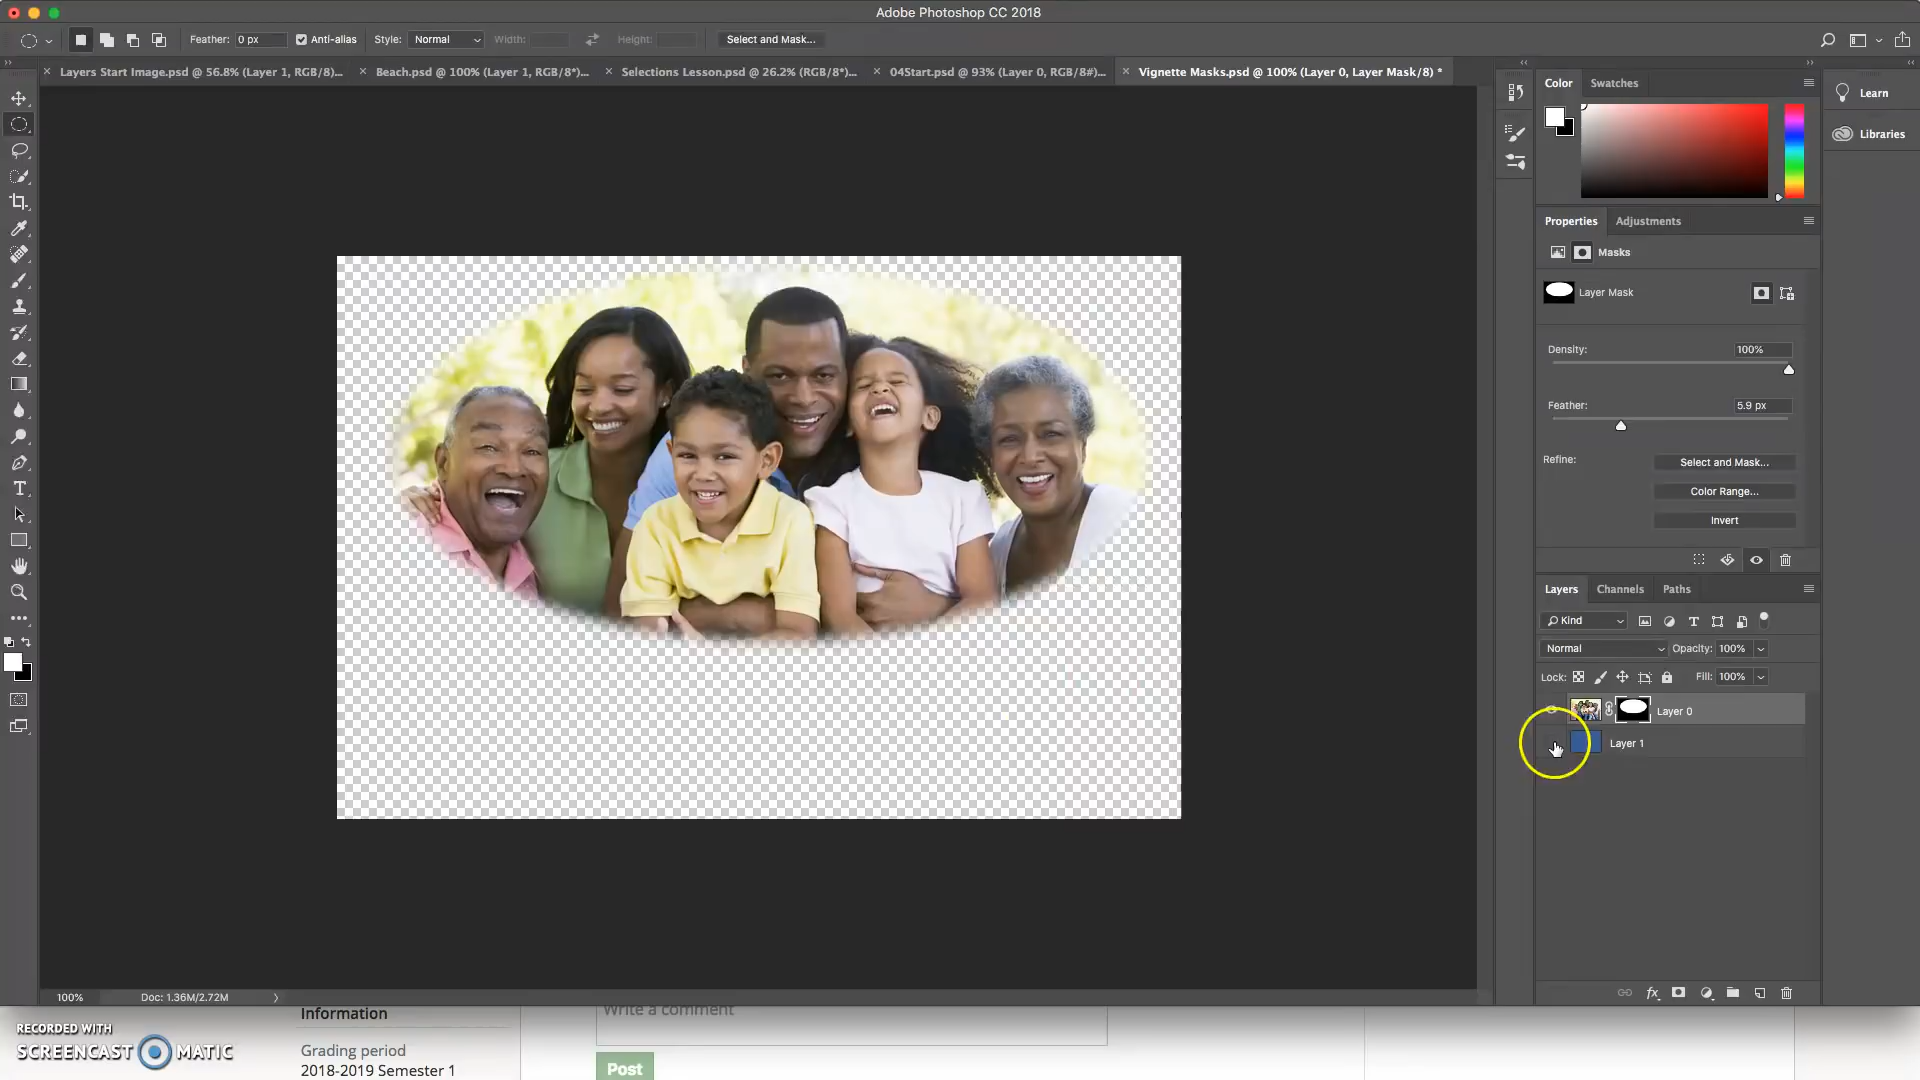 Adobe Photoshop CC 2018
Feather: 0 px Anti-alias Style: Normal Width: Height: Select and Mask...
Layers Start Image.psd @ 56.8% (Layer 1, RGB/8)... Beach.psd @ 100% (Layer 1, RGB/8*)... Selections Lesson.psd @ 26.2% (RGB/8*)... 04Start.psd @ 93% (Layer 0, RGB/8#)... Vignette Masks.psd @ 100% (Layer 0, Layer Mask/8) *
Color Swatches
Learn
Libraries
Properties Adjustments
Masks
Layer Mask
Density: 100%
Feather: 5.9 px
Refine: Select and Mask...
Color Range...
Invert
Layers Channels Paths
Kind
Normal Opacity: 100%
Lock: Fill: 100%
Layer 0
Layer 1
100% Doc: 1.36M/2.72M
Information
Write a comment
Grading period
2018-2019 Semester 1
Post
RECORDED WITH
SCREENCAST MATIC